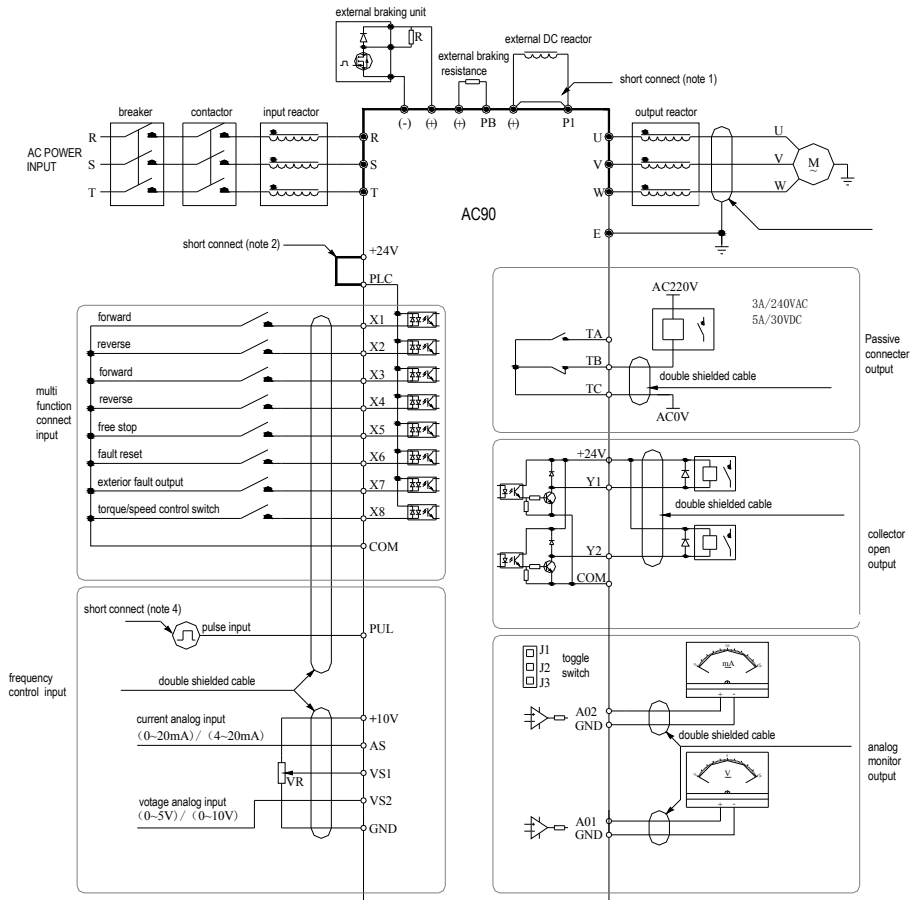 external braking unit
R
external braking
resistance
external DC reactor
short connect (note 1)
(-) (+) (+) PB (+) P1
breaker contactor input reactor
AC POWER
INPUT
R R
S S
T T
output reactor
U U
V V
W W
M
~
E
AC90
short connect (note 2)
+24V
PLC
multi
function
connect
input
forward X1
reverse X2
forward X3
reverse X4
free stop X5
fault reset X6
exterior fault output X7
torque/speed control switch X8
COM
short connect (note 4)
pulse input PUL
frequency
control input
double shielded cable
current analog input
(0~20mA) / (4~20mA)
+10V
AS
VS1
VR
votage analog input
(0~5V) / (0~10V)
VS2
GND
AC220V
3A/240VAC
5A/30VDC
TA
TB
TC
double shielded cable
AC0V
Passive
connecter
output
+24V
Y1
double shielded cable
Y2
COM
collector
open
output
J1
J2
J3
toggle
switch
mA
+ -
A02
GND
double shielded cable
V
+ -
A01
GND
analog
monitor
output